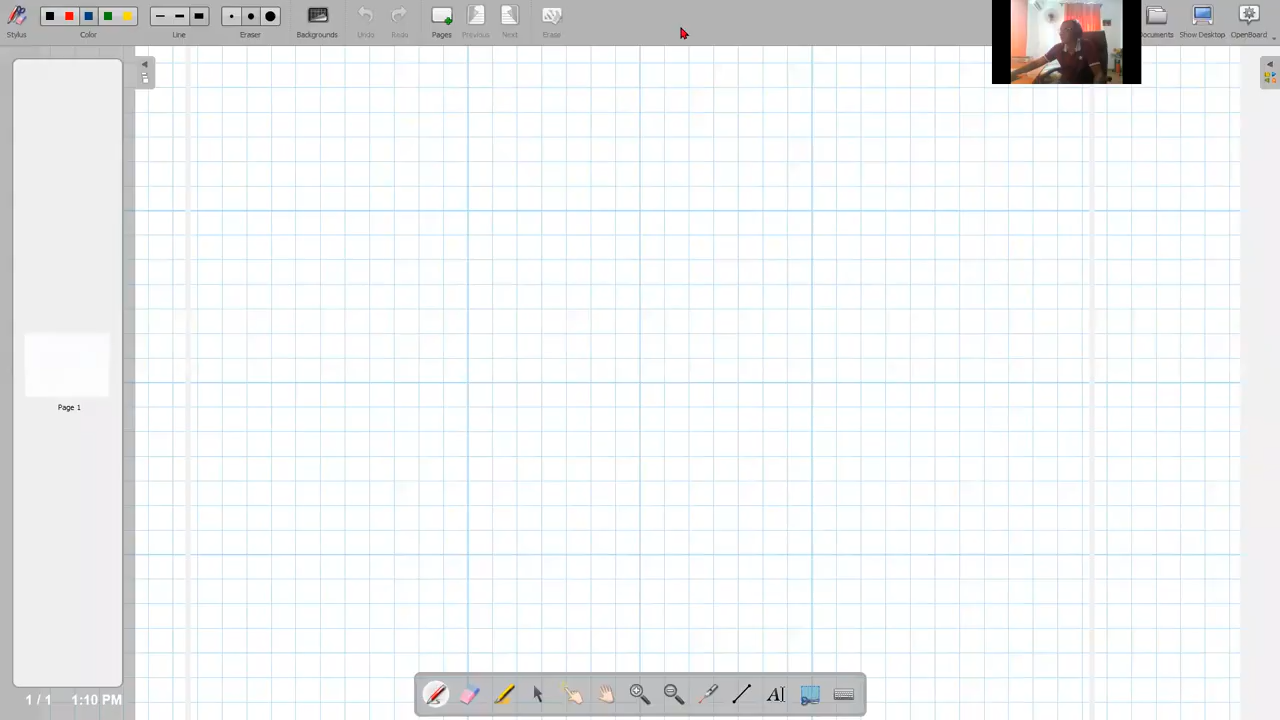 Stylus
Color
Line
Eraser
Backgrounds
Undo
Redo
Pages
Previous
Next
Erase
Show Desktop
OpenBoard
Page 1
1 / 1
1:10 PM
AI